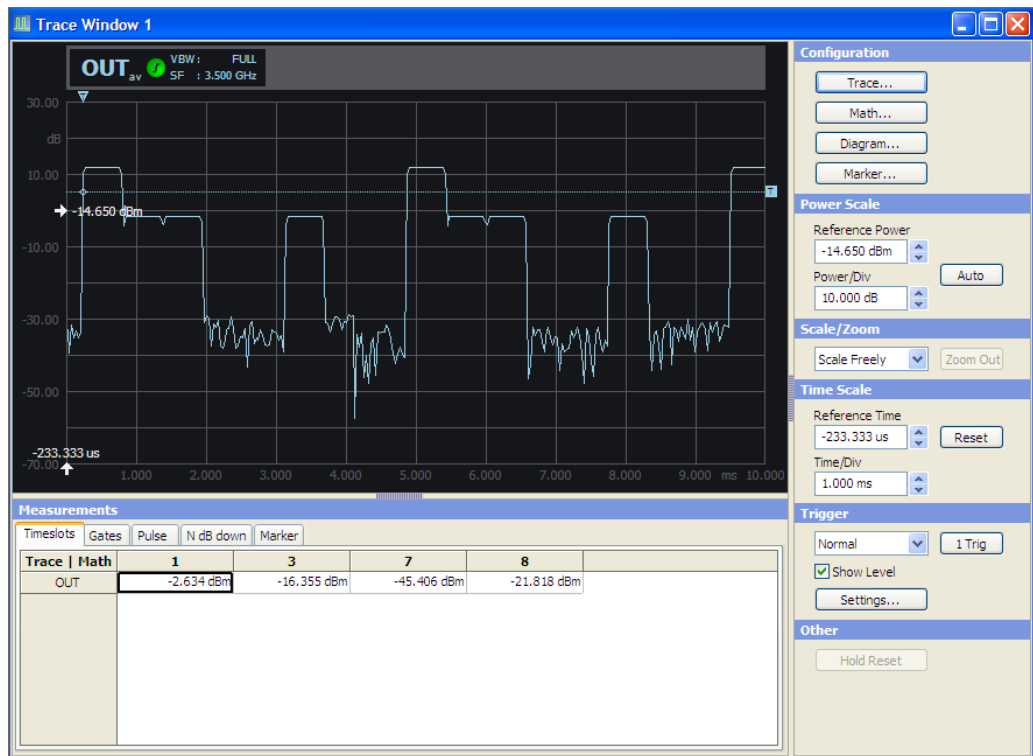 Trace Window 1
OUT av VBW: FULL
SF : 3.500 GHz
30.00
dB
10.00
-14.650 dBm
-10.00
-30.00
-50.00
-233.333 us
-70.00
1.000 2.000 3.000 4.000 5.000 6.000 7.000 8.000 9.000 ms 10.000
T
Measurements
Timeslots Gates Pulse N dB down Marker
Trace | Math 1 3 7 8
OUT -2.634 dBm -16.355 dBm -45.406 dBm -21.818 dBm
Configuration
Trace...
Math...
Diagram...
Marker...
Power Scale
Reference Power
-14.650 dBm
Auto
Power/Div
10.000 dB
Scale/Zoom
Scale Freely Zoom Out
Time Scale
Reference Time
-233.333 us Reset
Time/Div
1.000 ms
Trigger
Normal 1 Trig
Show Level
Settings...
Other
Hold Reset